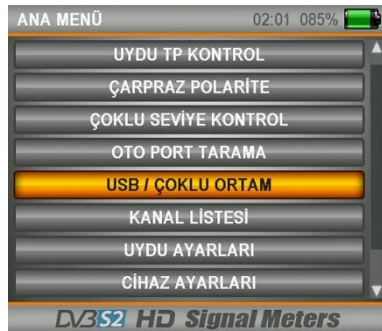 ANA MENÜ 02:01 085%
UYDU TP KONTROL
ÇARPRAZ POLARİTE
ÇOKLU SEVİYE KONTROL
OTO PORT TARAMA
USB / ÇOKLU ORTAM
KANAL LİSTESİ
UYDU AYARLARI
CİHAZ AYARLARI
DVBS2 HD Signal Meters